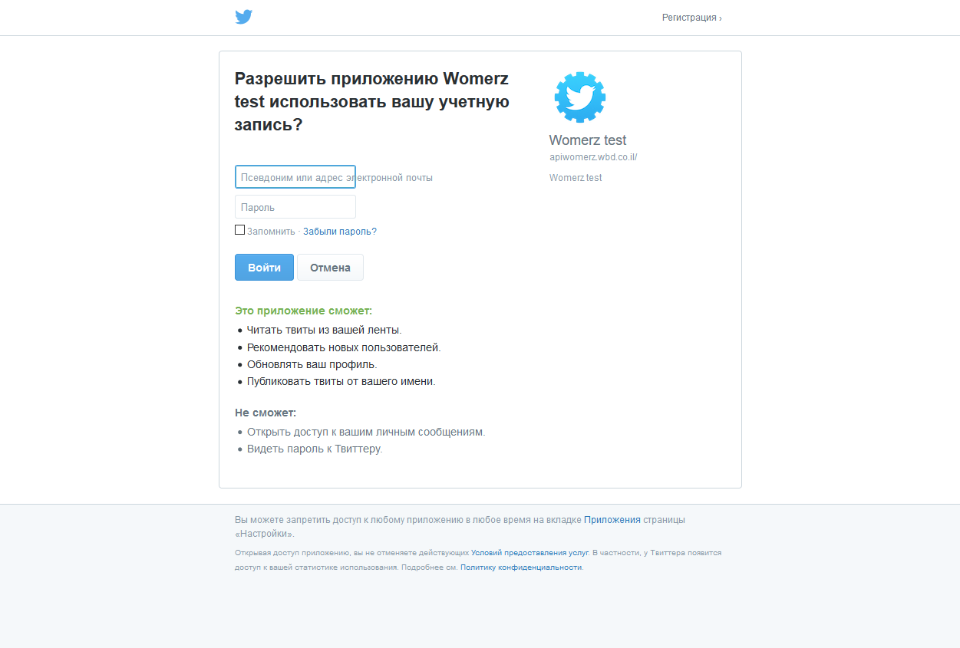 Регистрация ›
Разрешить приложению Womerz
test использовать вашу учетную
запись?
Womerz test
apiwomerz.wbd.co.il/
Womerz test
Псевдоним или адрес электронной почты
Пароль
Запомнить · Забыли пароль?
Войти Отмена
Это приложение сможет:
• Читать твиты из вашей ленты.
• Рекомендовать новых пользователей.
• Обновлять ваш профиль.
• Публиковать твиты от вашего имени.
Не сможет:
• Открыть доступ к вашим личным сообщениям.
• Видеть пароль к Твиттеру.
Вы можете запретить доступ к любому приложению в любое время на вкладке Приложения страницы
«Настройки».
Открывая доступ приложению, вы не отменяете действующих Условий предоставления услуг. В частности, у Твиттера появится
доступ к вашей статистике использования. Подробнее см. Политику конфиденциальности.